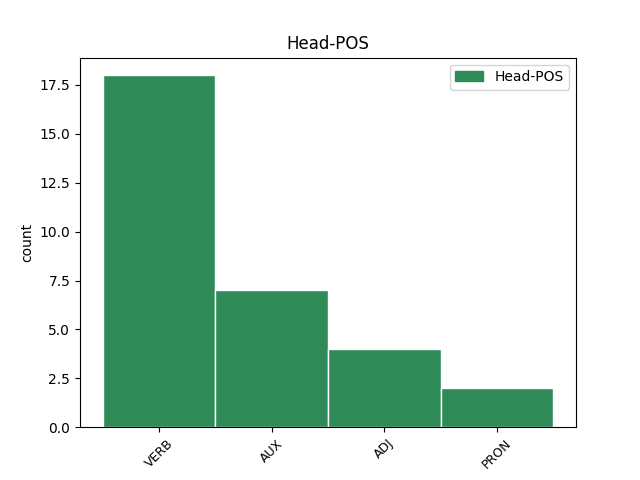 Head-POS
Head-POS
17.5
15.0
12.5
10.0
7.5
5.0
2.5
0.0
count
VERB
AUX
ADJ
PRON